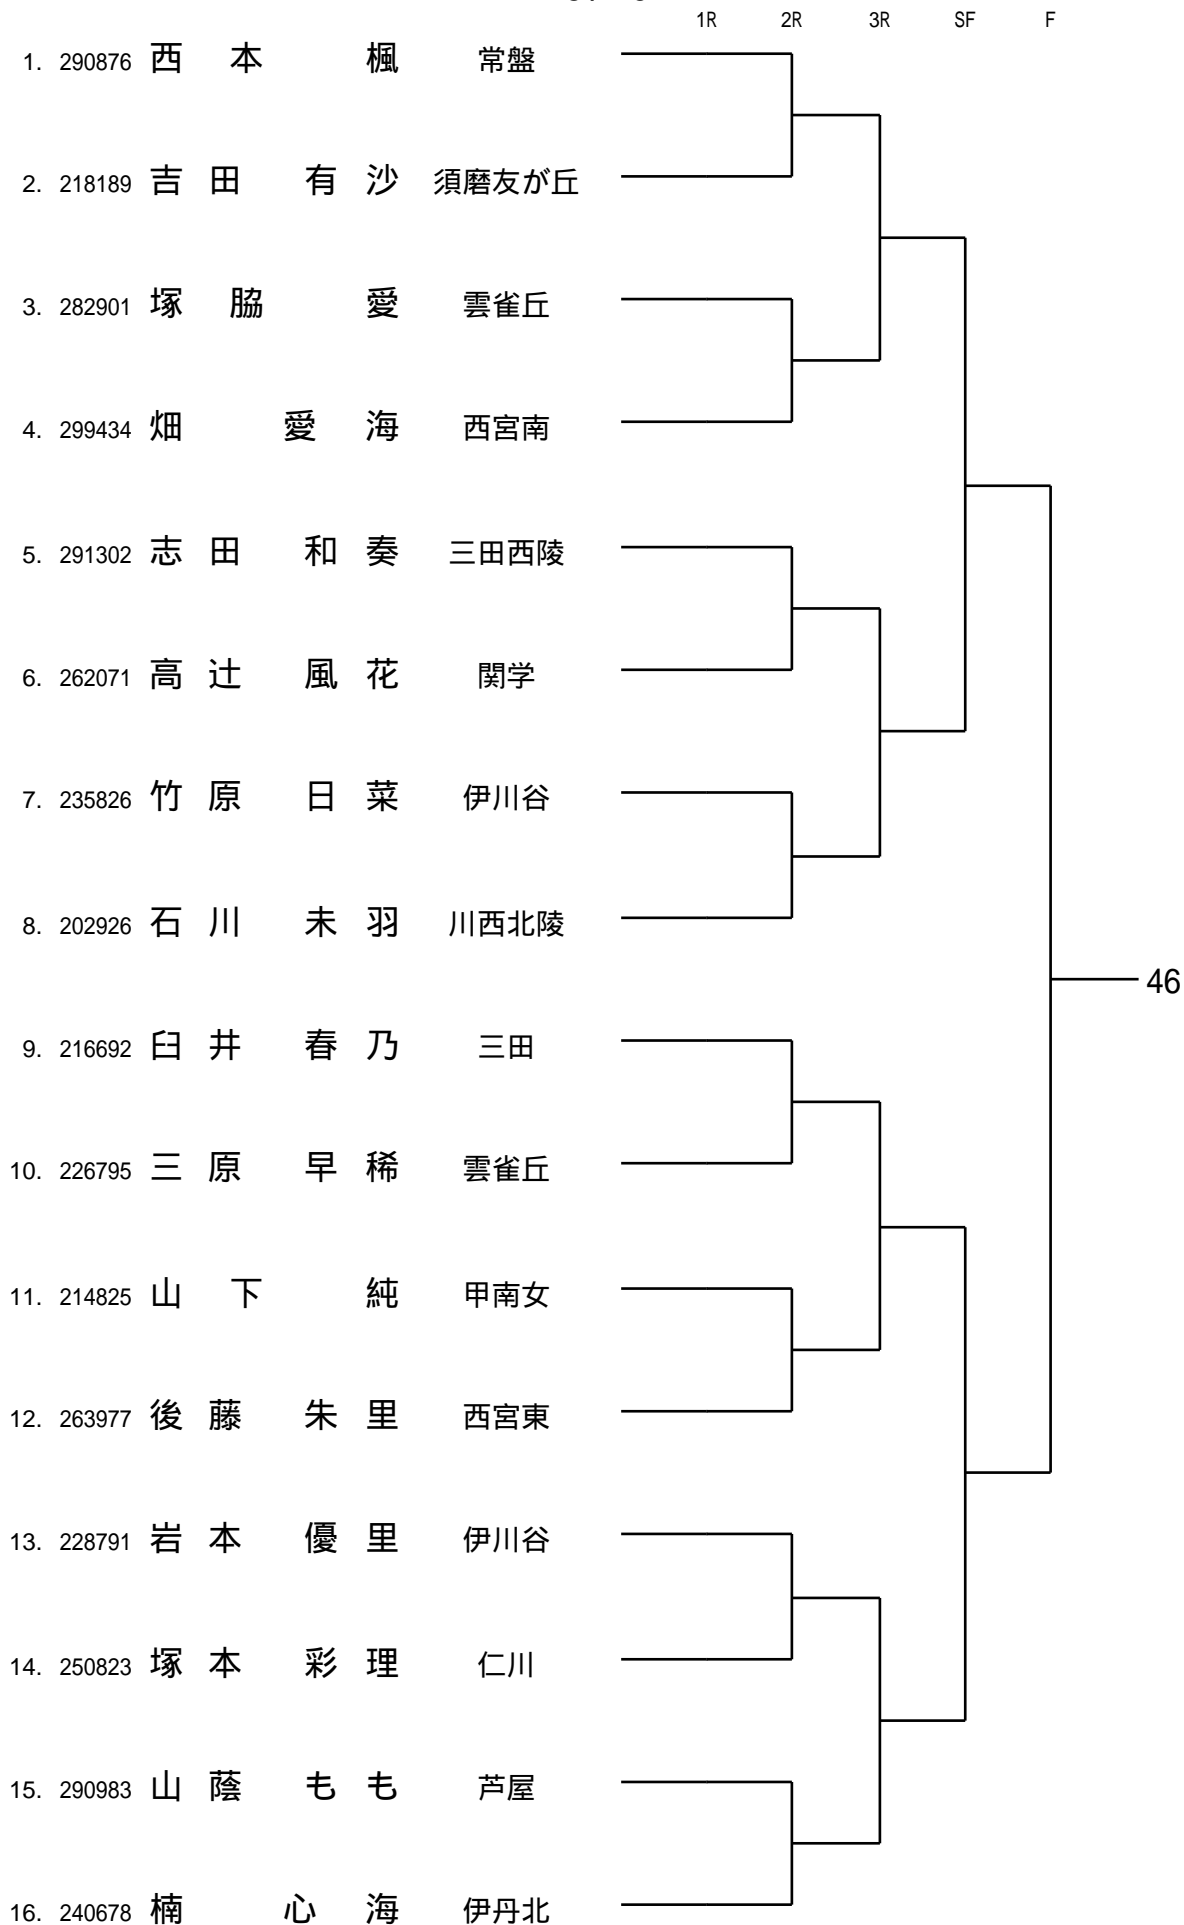 1R 2R 3R SF F
1. 290876 西本 楓 常盤
2. 218189 吉田 有沙 須磨友が丘
3. 282901 塚脇 愛 雲雀丘
4. 299434 畑 愛海 西宮南
5. 291302 志田 和奏 三田西陵
6. 262071 高辻 風花 関学
7. 235826 竹原 日菜 伊川谷
8. 202926 石川 未羽 川西北陵
46
9. 216692 臼井 春乃 三田
10. 226795 三原 早稀 雲雀丘
11. 214825 山下 純 甲南女
12. 263977 後藤 朱里 西宮東
13. 228791 岩本 優里 伊川谷
14. 250823 塚本 彩理 仁川
15. 290983 山蔭 もも 芦屋
16. 240678 楠 心海 伊丹北